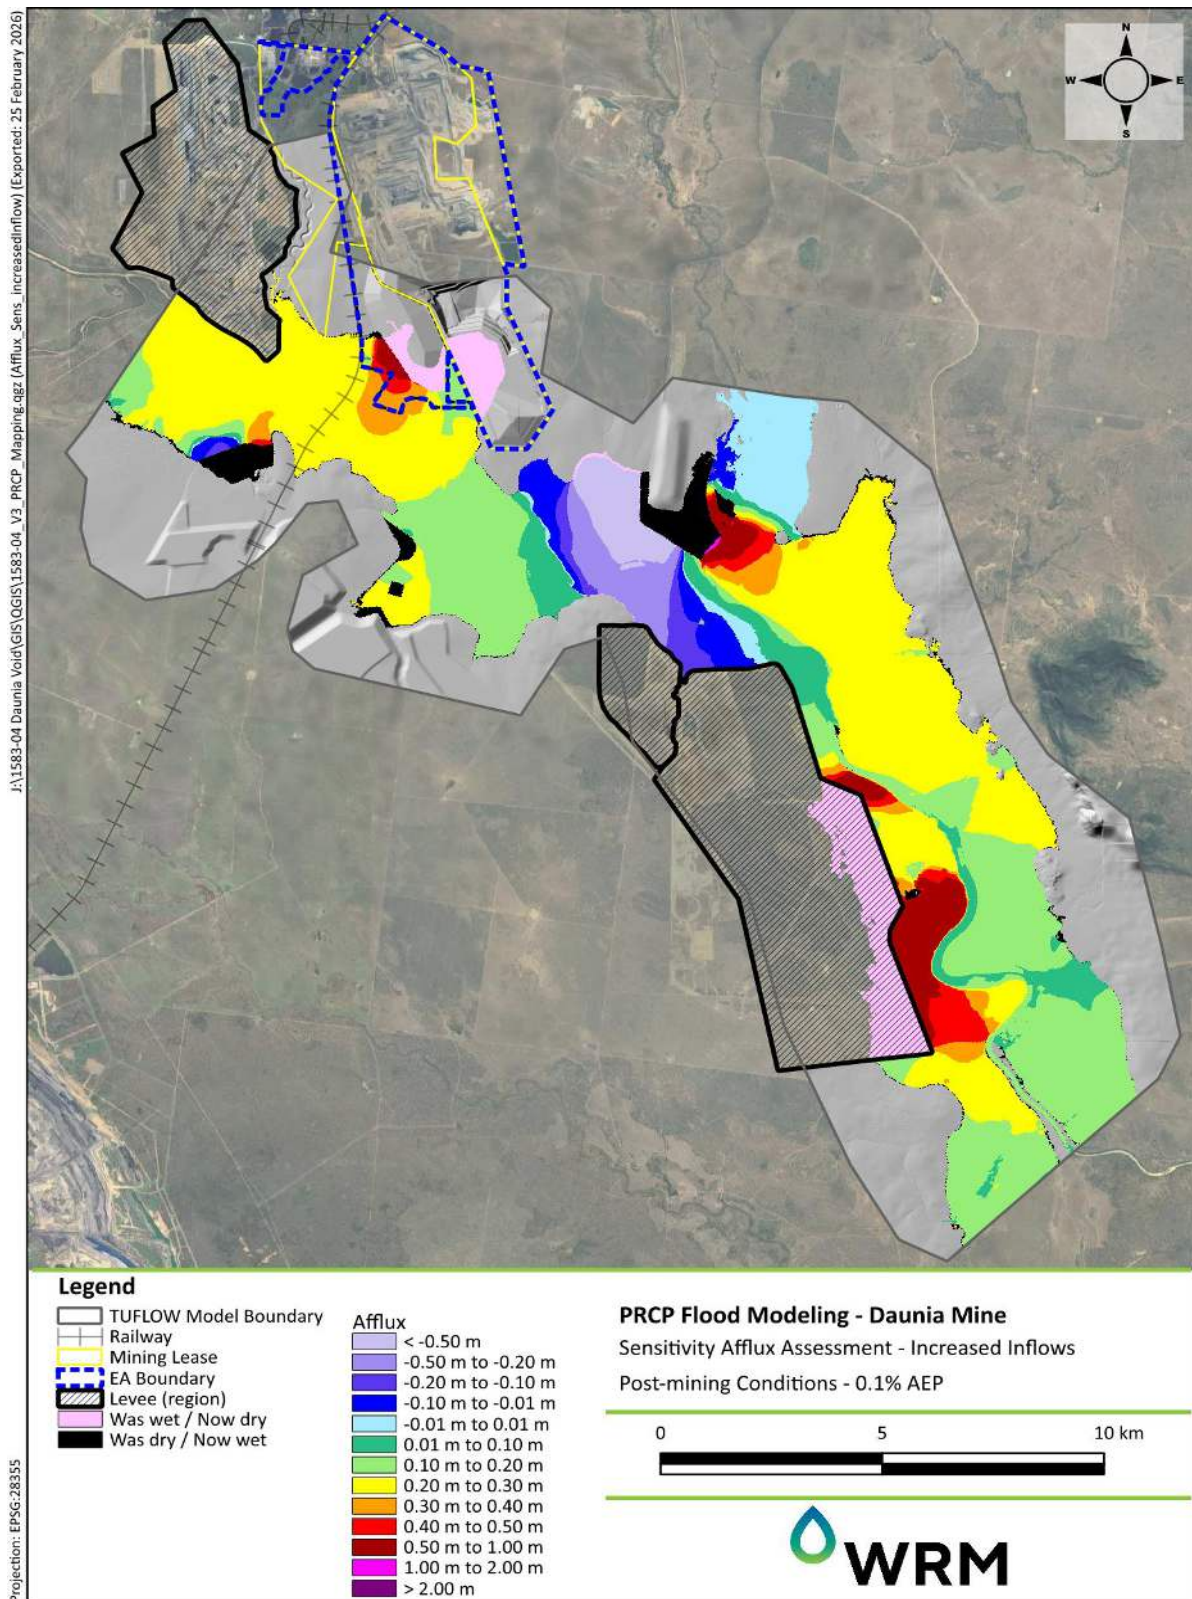 J:\1583-04 Daunia Void\GIS\QGIS\1583-04_V3_PRCP_Mapping.qgz (Afflux_Sens_increasedInflow) (Exported: 25 February 2026)
N
W
E
S
Legend
TUFLOW Model Boundary
Railway
Mining Lease
EA Boundary
Levee (region)
Was wet / Now dry
Was dry / Now wet
Afflux
< -0.50 m
-0.50 m to -0.20 m
-0.20 m to -0.10 m
-0.10 m to -0.01 m
-0.01 m to 0.01 m
0.01 m to 0.10 m
0.10 m to 0.20 m
0.20 m to 0.30 m
0.30 m to 0.40 m
0.40 m to 0.50 m
0.50 m to 1.00 m
1.00 m to 2.00 m
> 2.00 m
PRCP Flood Modeling - Daunia Mine
Sensitivity Afflux Assessment - Increased Inflows
Post-mining Conditions - 0.1% AEP
0 5 10 km
WRM
Projection: EPSG:28355